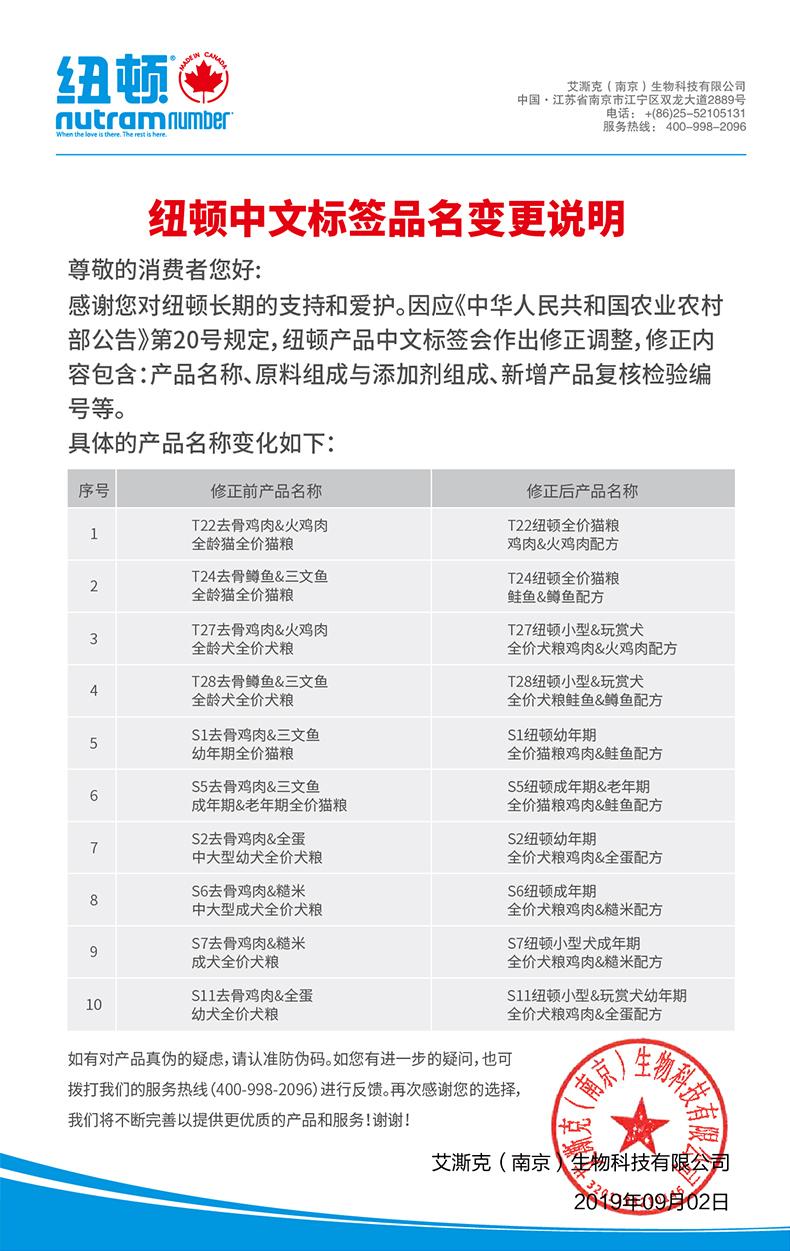 纽顿®
MADE IN CANADA
nutram number
When the love is there. The rest is here.
艾澌克（南京）生物科技有限公司
中国·江苏省南京市江宁区双龙大道2889号
电话： +(86)25-52105131
服务热线： 400-998-2096
纽顿中文标签品名变更说明
尊敬的消费者您好:
感谢您对纽顿长期的支持和爱护。因应《中华人民共和国农业农村
部公告》第20号规定，纽顿产品中文标签会作出修正调整，修正内
容包含：产品名称、原料组成与添加剂组成、新增产品复核检验编
号等。
具体的产品名称变化如下：
序号 修正前产品名称 修正后产品名称
1 T22去骨鸡肉&火鸡肉 T22纽顿全价猫粮
全龄猫全价猫粮 鸡肉&火鸡肉配方
2 T24去骨鳟鱼&三文鱼 T24纽顿全价猫粮
全龄猫全价猫粮 鲑鱼&鳟鱼配方
3 T27去骨鸡肉&火鸡肉 T27纽顿小型&玩赏犬
全龄犬全价犬粮 全价犬粮鸡肉&火鸡肉配方
4 T28去骨鳟鱼&三文鱼 T28纽顿小型&玩赏犬
全龄犬全价犬粮 全价犬粮鲑鱼&鳟鱼配方
5 S1去骨鸡肉&三文鱼 S1纽顿幼年期
幼年期全价猫粮 全价猫粮鸡肉&鲑鱼配方
6 S5去骨鸡肉&三文鱼 S5纽顿成年期&老年期
成年期&老年期全价猫粮 全价猫粮鸡肉&鲑鱼配方
7 S2去骨鸡肉&全蛋 S2纽顿幼年期
中大型幼犬全价犬粮 全价犬粮鸡肉&全蛋配方
8 S6去骨鸡肉&糙米 S6纽顿成年期
中大型成犬全价犬粮 全价犬粮鸡肉&糙米配方
9 S7去骨鸡肉&糙米 S7纽顿小型犬成年期
成犬全价犬粮 全价犬粮鸡肉&糙米配方
10 S11去骨鸡肉&全蛋 S11纽顿小型&玩赏犬幼年期
幼犬全价犬粮 全价犬粮鸡肉&全蛋配方
如有对产品真伪的疑虑，请认准防伪码。如您有进一步的疑问，也可
拨打我们的服务热线（400-998-2096）进行反馈。再次感谢您的选择，
我们将不断完善以提供更优质的产品和服务！谢谢！
艾澌克（南京）生物科技有限公司
艾澌克（南京）生物科技有限公司
2019年09月02日